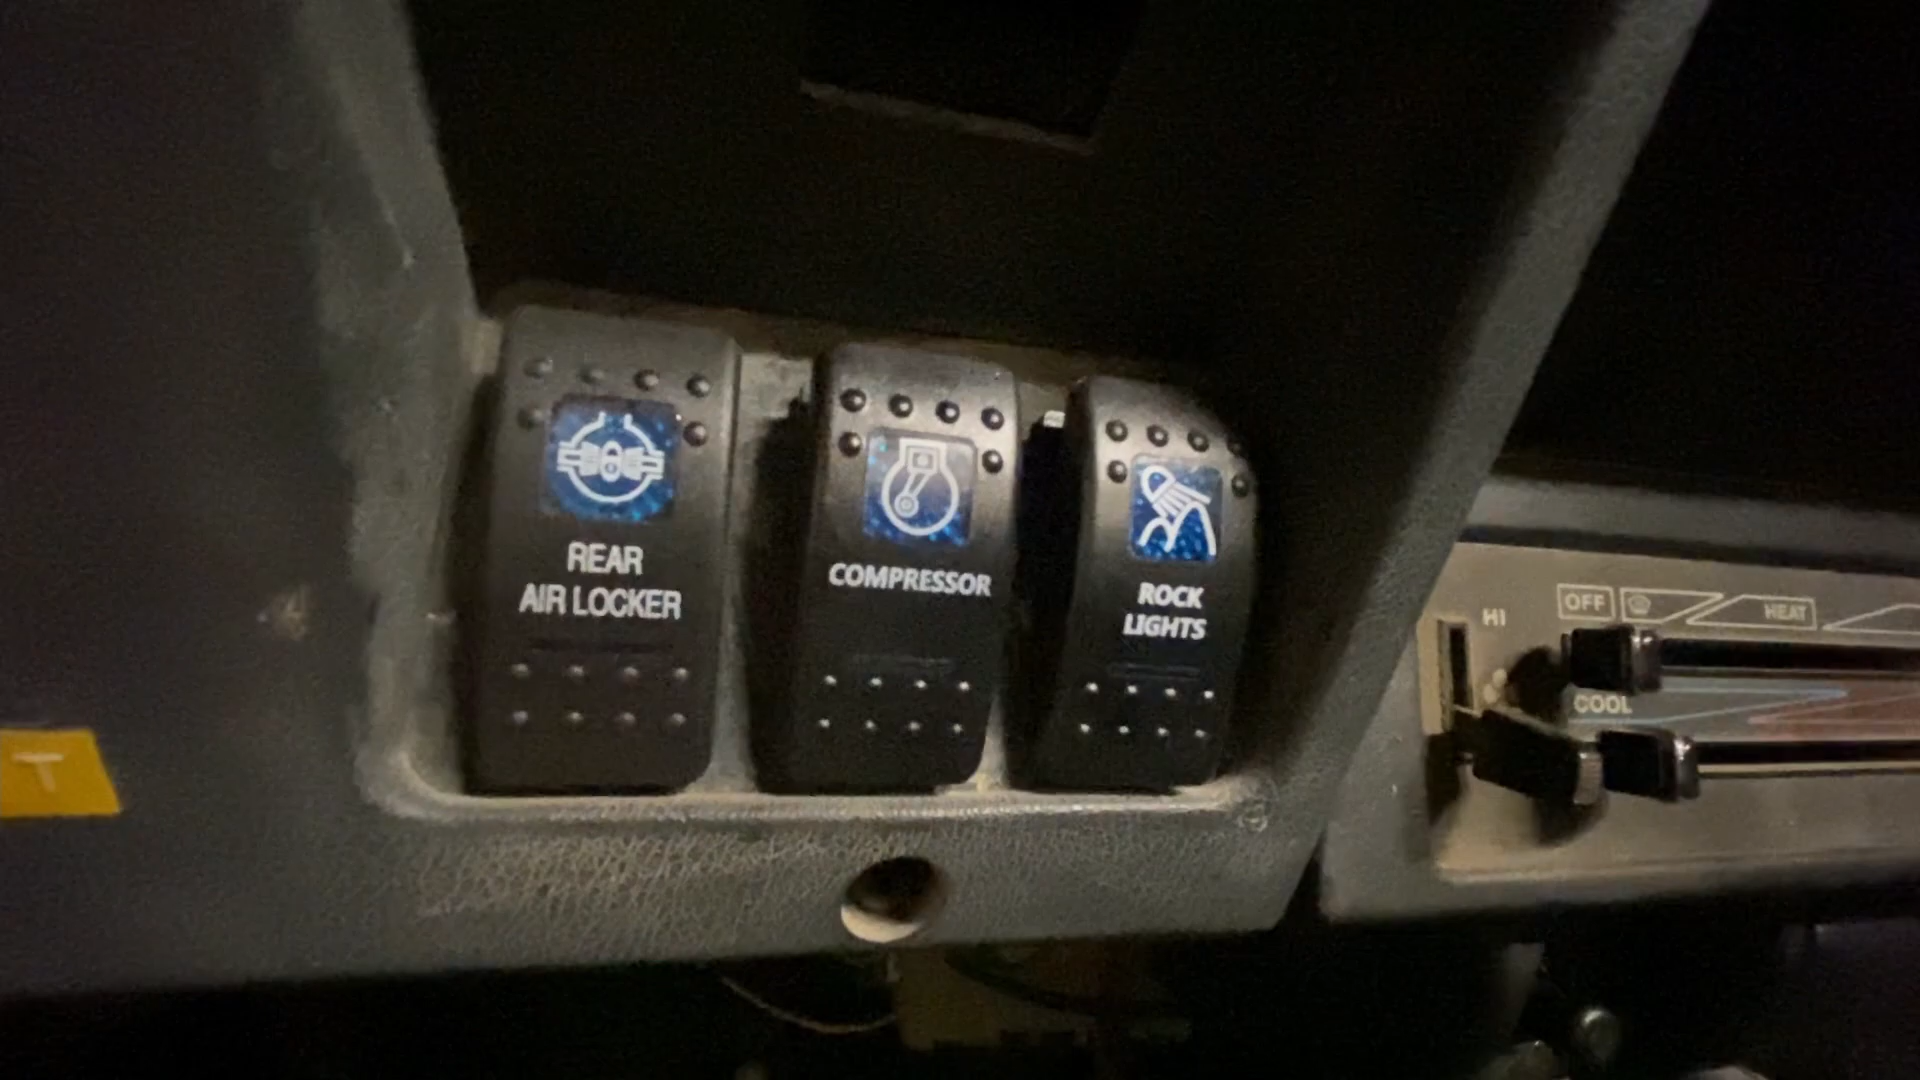 REAR
AIR LOCKER
COMPRESSOR
ROCK
LIGHTS
HI
OFF
HEAT
COOL
T